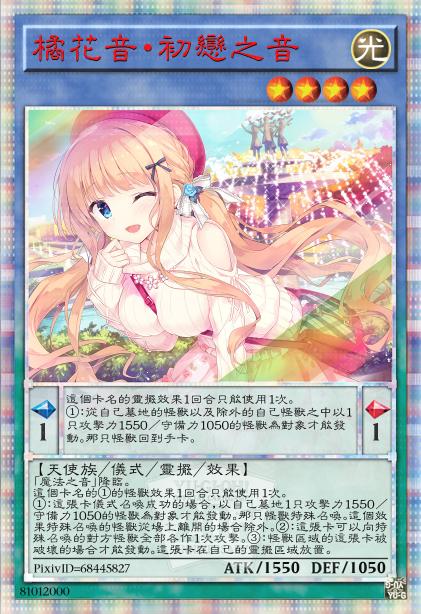 橘花音・初戀之音
光
這個卡名的靈擺效果1回合只能使用1次。
①:從自己墓地的怪獸以及除外的自己怪獸之中以1
只攻擊力1550／守備力1050的怪獸為對象才能發
動。那只怪獸回到手卡。
1
1
【天使族／儀式／靈擺／效果】
「魔法之音」降臨。
這個卡名的①的怪獸效果1回合只能使用1次。
①:這張卡儀式召喚成功的場合,以自己墓地1只攻擊力1550／
守備力1050的怪獸為對象才能發動。那只怪獸特殊召喚。這個效
果特殊召喚的怪獸從場上離開的場合除外。②:這張卡可以向特
殊召喚的對方怪獸全部各作1次攻擊。③:怪獸區域的這張卡被
破壞的場合才能發動。這張卡在自己的靈擺區域放置。
PixivID=68445827
ATK/1550 DEF/1050
81012000